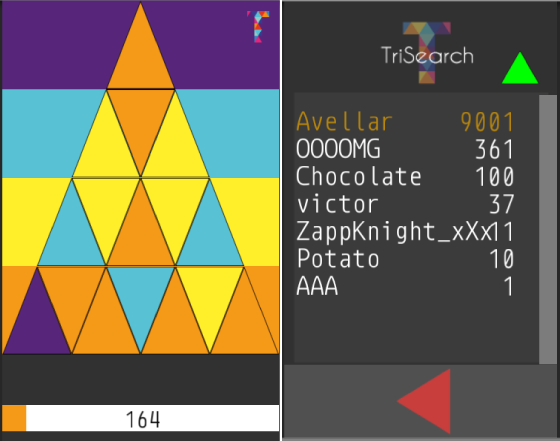 164
TriSearch
Avellar 9001
OOOOMG 361
Chocolate 100
victor 37
ZappKnight_xXx11
Potato 10
AAA 1